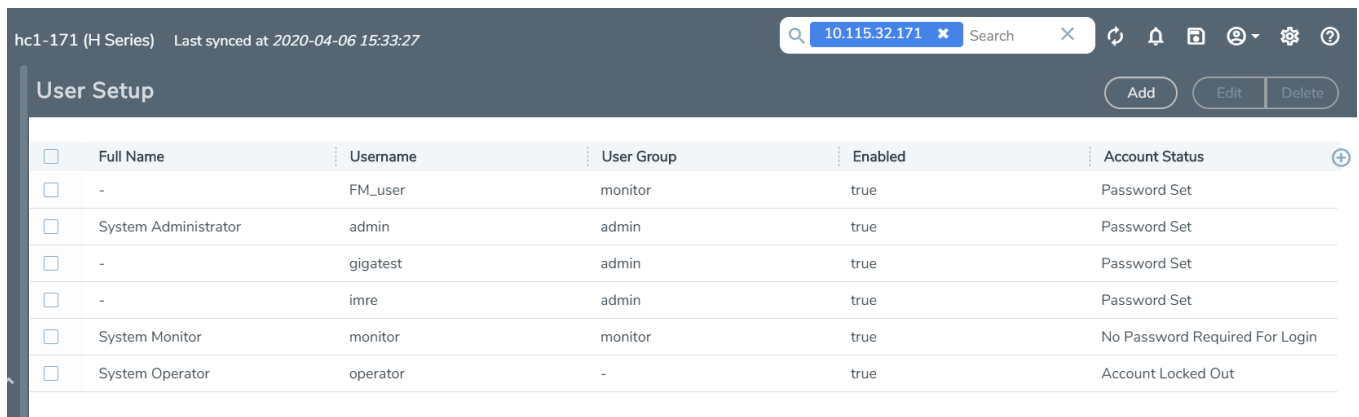 hc1-171 (H Series) Last synced at 2020-04-06 15:33:27 10.115.32.171 Search
User Setup Add Edit Delete
Full Name Username User Group Enabled Account Status
- FM_user monitor true Password Set
System Administrator admin admin true Password Set
- gigatest admin true Password Set
- imre admin true Password Set
System Monitor monitor monitor true No Password Required For Login
System Operator operator - true Account Locked Out